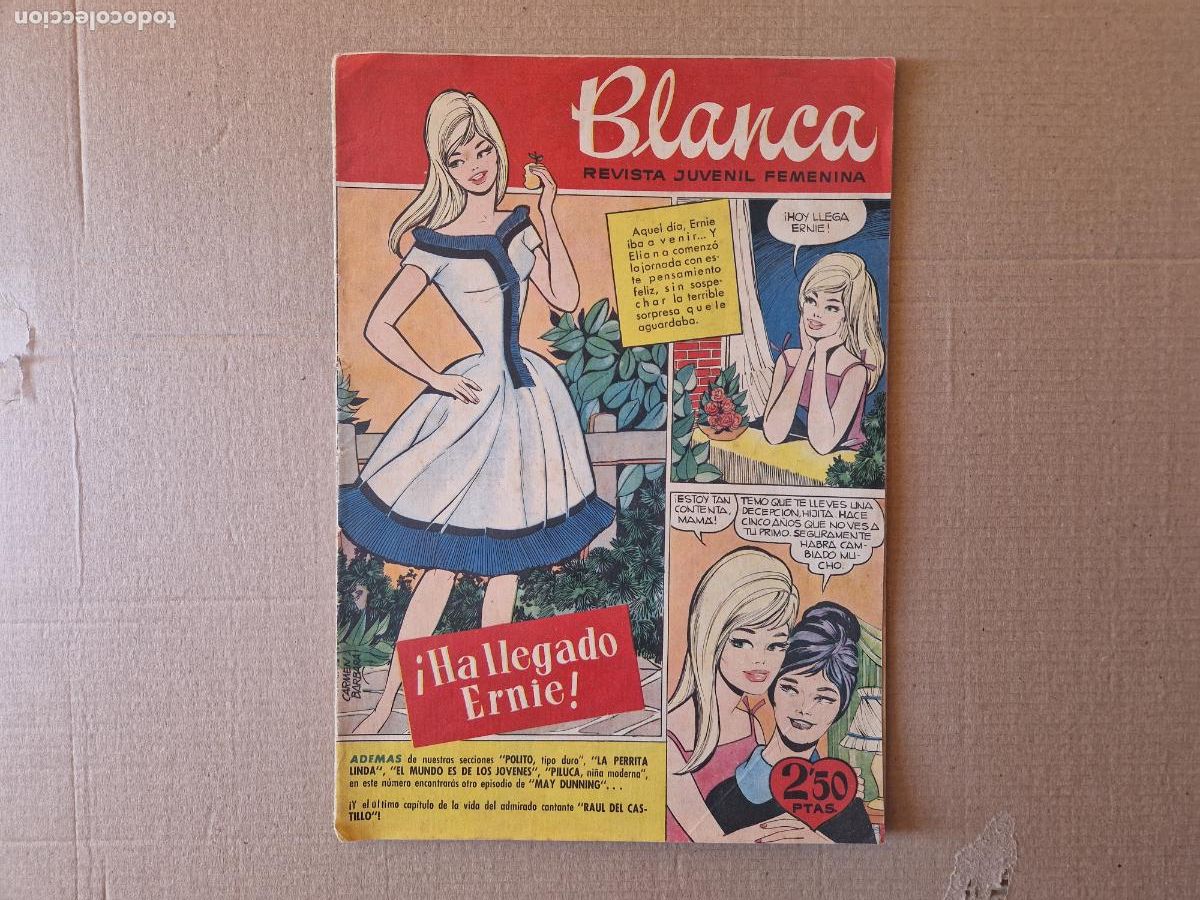 todocoleccion
Blanca
REVISTA JUVENIL FEMENINA
Aquel día, Ernie
iba a venir... Y
Eliana comenzó
la jornada con es-
te pensamiento
feliz, sin sospe-
char la terrible
sorpresa que le
aguardaba.
¡HOY LLEGA
ERNIE!
¡ESTOY TAN
CONTENTA,
MAMA!
TEMO QUE TE LLEVES UNA
DECEPCION, HIJITA. HACE
CINCO AÑOS QUE NO VES A
TU PRIMO. SEGURAMENTE
HABRA CAM-
BIADO MU-
CHO.
CARMEN
BARBARA
¡Ha llegado
Ernie!
ADEMAS de nuestras secciones "POLITO, tipo duro", "LA PERRITA
LINDA", "EL MUNDO ES DE LOS JOVENES", "PILUCA, niña moderna",
en este número encontrarás otro episodio de "MAY DUNNING"...
¡Y el último capítulo de la vida del admirado cantante "RAUL DEL CAS-
TILLO"!
2'50
PTAS.